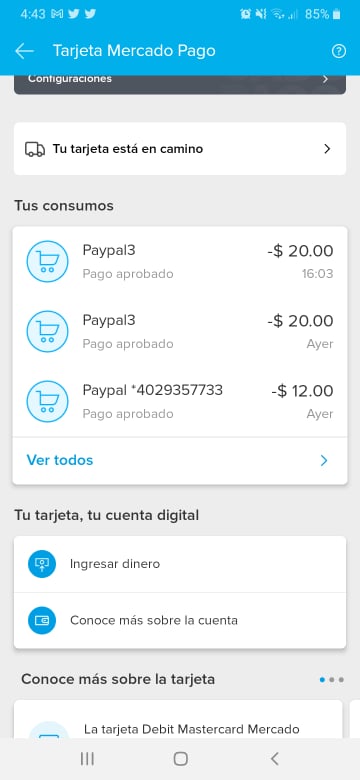 4:43
85%
Tarjeta Mercado Pago
Configuraciones
Tu tarjeta está en camino
Tus consumos
Paypal3 -$ 20.00
Pago aprobado 16:03
Paypal3 -$ 20.00
Pago aprobado Ayer
Paypal *4029357733 -$ 12.00
Pago aprobado Ayer
Ver todos
Tu tarjeta, tu cuenta digital
Ingresar dinero
Conoce más sobre la cuenta
Conoce más sobre la tarjeta
La tarjeta Debit Mastercard Mercado